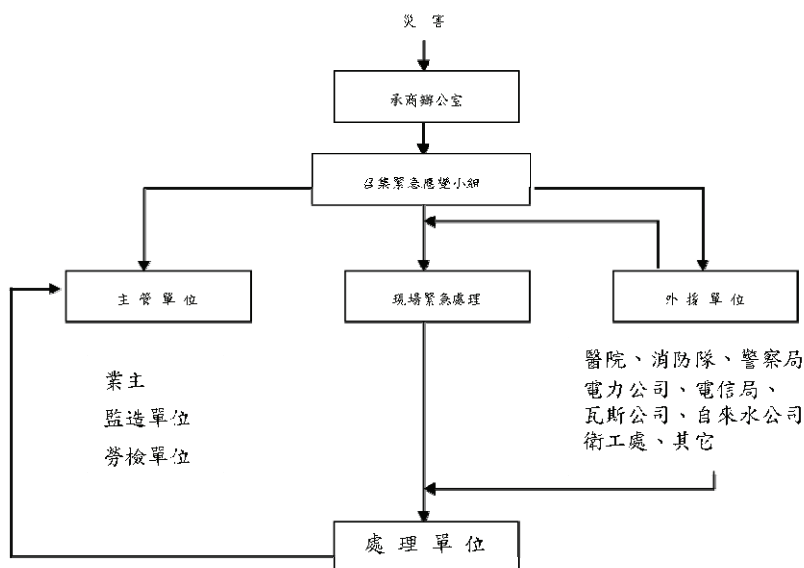 災 害
承商辦公室
召集緊急應變小組
主 管 單 位
現場緊急處理
外援單位
業主
監造單位
勞檢單位
醫院、消防隊、警察局
電力公司、電信局、
瓦斯公司、自來水公司
衛工處、其它
處 理 單 位